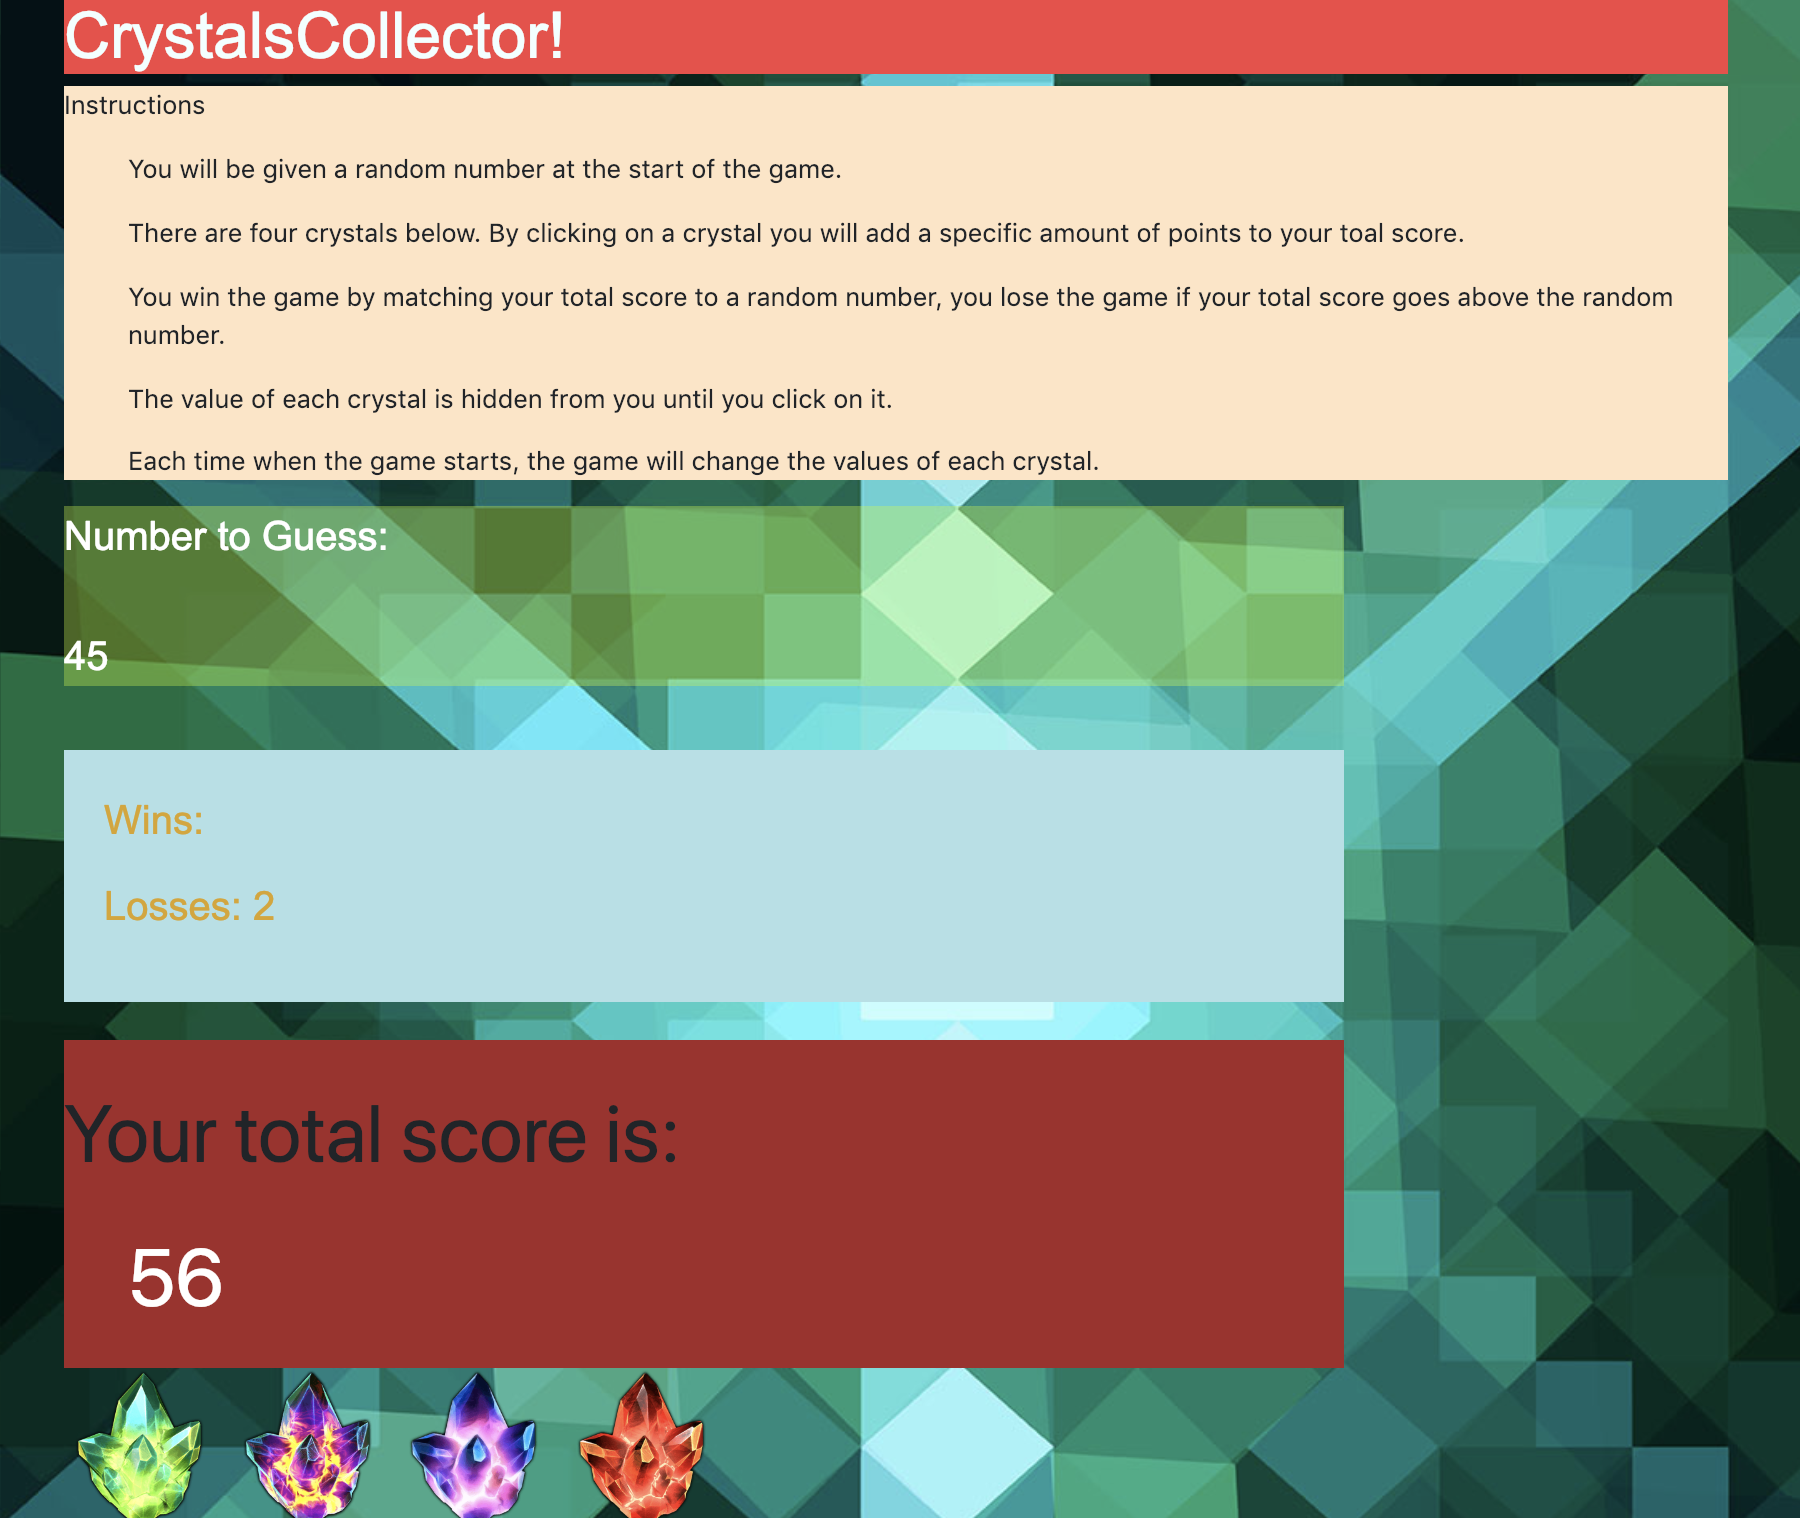 CrystalsCollector!
Instructions
You will be given a random number at the start of the game.
There are four crystals below. By clicking on a crystal you will add a specific amount of points to your toal score.
You win the game by matching your total score to a random number, you lose the game if your total score goes above the random
number.
The value of each crystal is hidden from you until you click on it.
Each time when the game starts, the game will change the values of each crystal.
Number to Guess:
45
Wins:
Losses: 2
Your total score is:
56